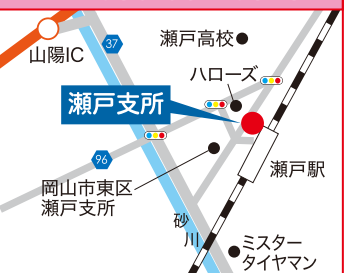 山陽IC
37
瀬戸高校
ハローズ
瀬戸支所
96
岡山市東区
瀬戸支所
瀬戸駅
砂
川
ミスター
タイヤマン